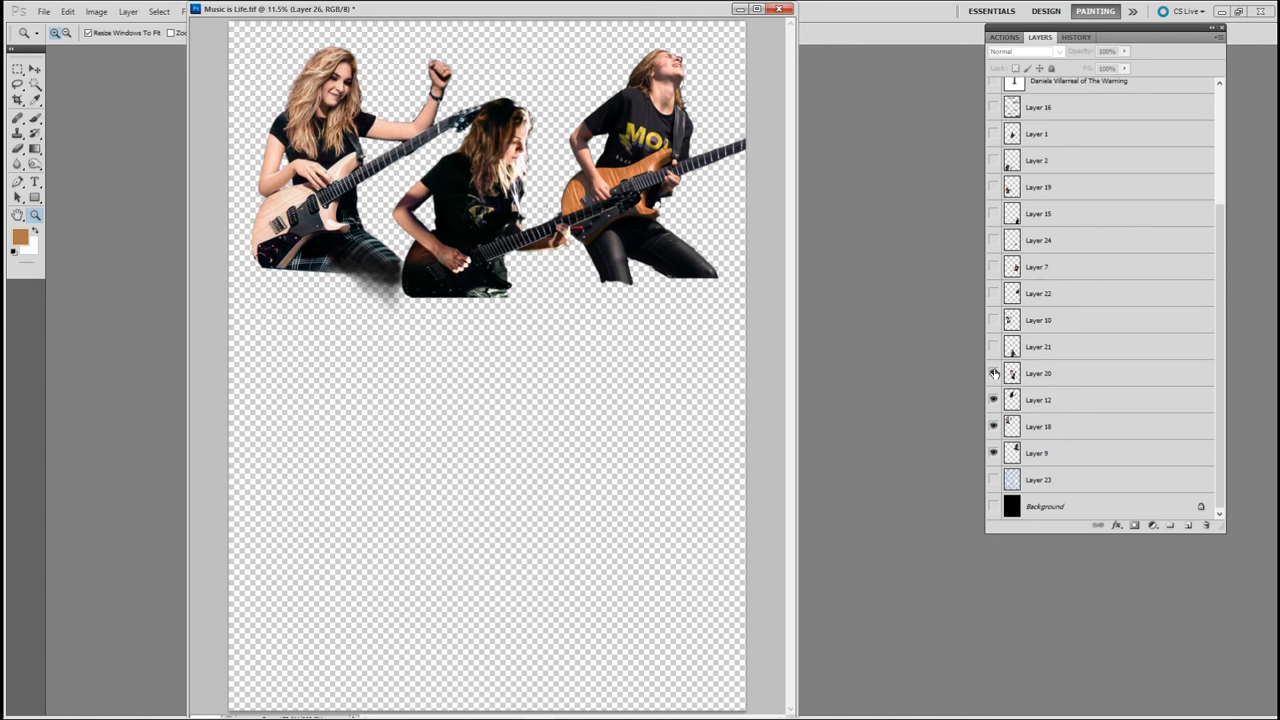 Music is Life.tif @ 11.5% (Layer 26, RGB/8) *
PS File Edit Image Layer Select
ESSENTIALS DESIGN PAINTING CS Live
Resize Windows To Fit
ACTIONS LAYERS HISTORY
Normal Opacity: 100%
Lock: Fill: 100%
T Daniela Villarreal of The Warning
Layer 16
Layer 1
Layer 2
Layer 19
Layer 15
Layer 24
Layer 7
Layer 22
Layer 10
Layer 21
Layer 20
Layer 12
Layer 18
Layer 9
Layer 23
Background